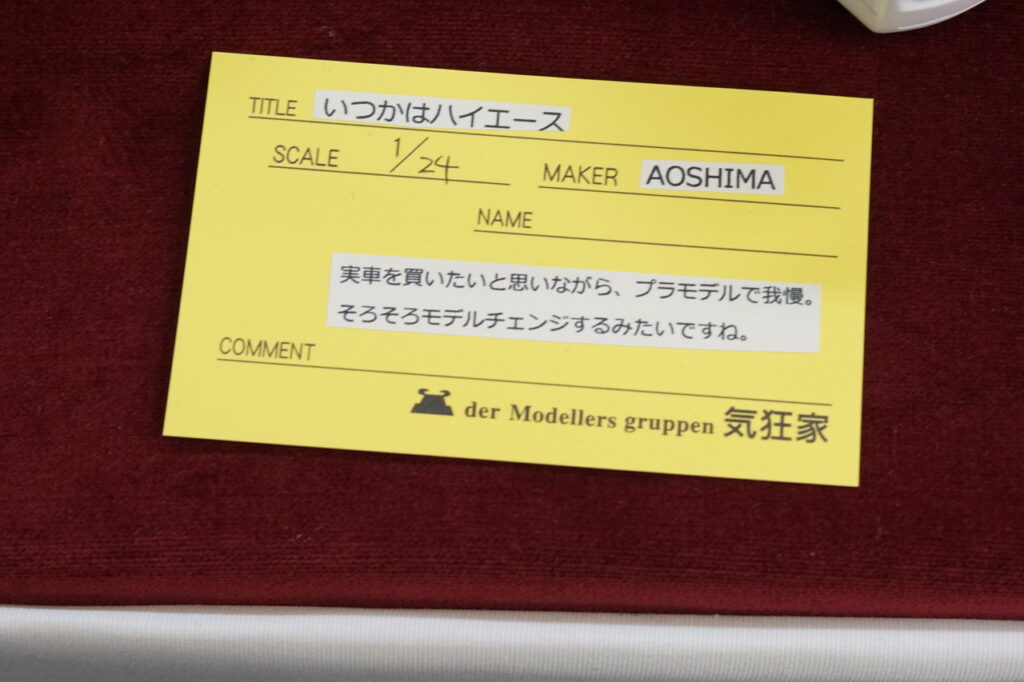 TITLE いつかはハイエース
SCALE 1/24 MAKER AOSHIMA
NAME
実車を買いたいと思いながら、プラモデルで我慢。
そろそろモデルチェンジするみたいですね。
COMMENT
der Modellers gruppen 気狂家